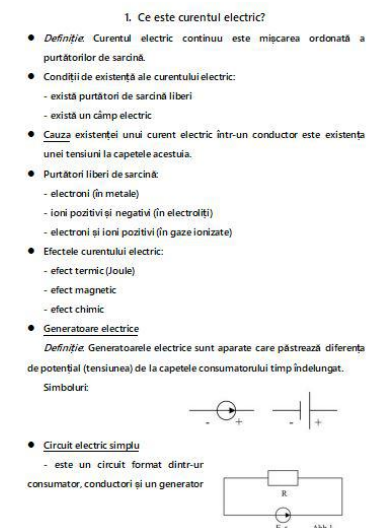 1. Ce este curentul electric?
● Definiție: Curentul electric continuu este mișcarea ordonată a
purtătorilor de sarcină.
● Condiții de existență ale curentului electric:
- există purtători de sarcină liberi
- există un câmp electric
● Cauza existenței unui curent electric într-un conductor este existența
unei tensiuni la capetele acestuia.
● Purtători liberi de sarcină:
- electroni (în metale)
- ioni pozitivi și negativi (în electroliți)
- electroni și ioni pozitivi (în gaze ionizate)
● Efectele curentului electric:
- efect termic (Joule)
- efect magnetic
- efect chimic
● Generatoare electrice
Definiție: Generatoarele electrice sunt aparate care păstrează diferența
de potențial (tensiunea) de la capetele consumatorului timp îndelungat.
Simboluri:
- +
- +
● Circuit electric simplu
- este un circuit format dintr-ur
consumator, conductori și un generator
R